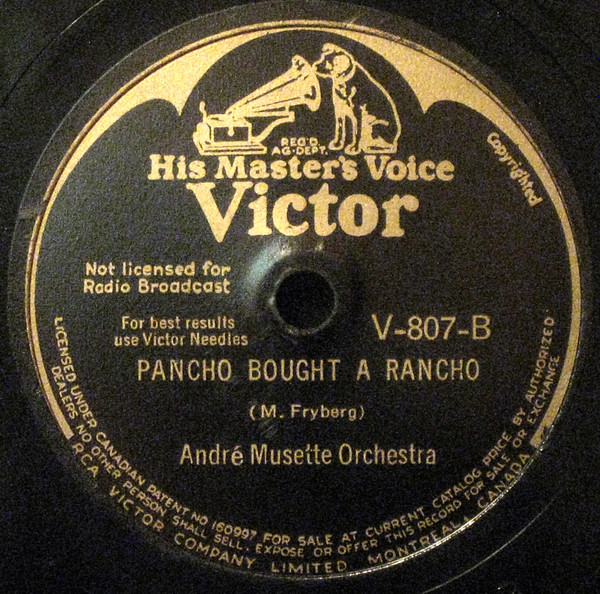 REG'D.
AG-DEPT.
His Master's Voice
Victor
Copyrighted
Not licensed for
Radio Broadcast
For best results
use Victor Needles
V-807-B
PANCHO BOUGHT A RANCHO
(M. Fryberg)
André Musette Orchestra
LICENSED UNDER CANADIAN PATENT NO 160997 FOR SALE AT CURRENT CATALOG PRICE BY AUTHORIZED
DEALERS NO OTHER PERSON SHALL SELL, EXPOSE OR OFFER THIS RECORD FOR SALE OR EXCHANGE
RCA VICTOR COMPANY LIMITED MONTREAL, CANADA